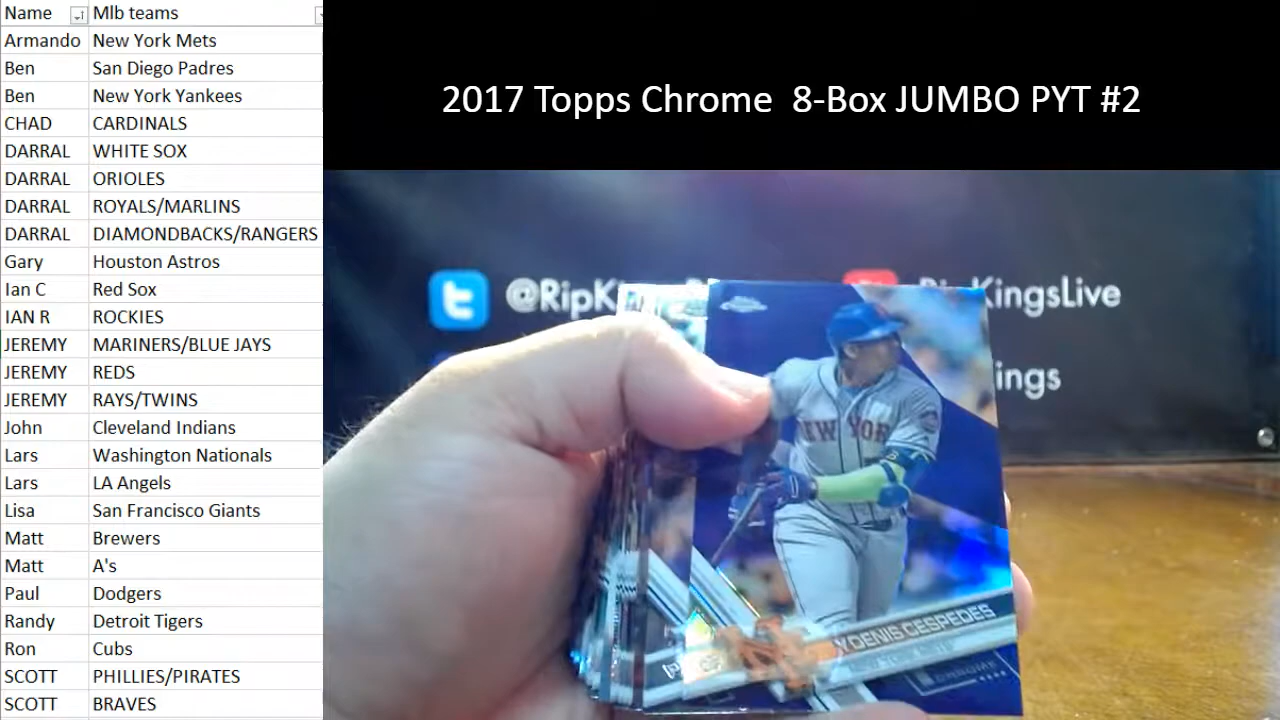 Name Mlb teams
Armando New York Mets
Ben San Diego Padres
Ben New York Yankees
CHAD CARDINALS
DARRAL WHITE SOX
DARRAL ORIOLES
DARRAL ROYALS/MARLINS
DARRAL DIAMONDBACKS/RANGERS
Gary Houston Astros
Ian C Red Sox
IAN R ROCKIES
JEREMY MARINERS/BLUE JAYS
JEREMY REDS
JEREMY RAYS/TWINS
John Cleveland Indians
Lars Washington Nationals
Lars LA Angels
Lisa San Francisco Giants
Matt Brewers
Matt A's
Paul Dodgers
Randy Detroit Tigers
Ron Cubs
SCOTT PHILLIES/PIRATES
SCOTT BRAVES
2017 Topps Chrome 8-Box JUMBO PYT #2
@RipK
KingsLive
ings
NEW YOR
YOENIS CESPEDES
CHROME